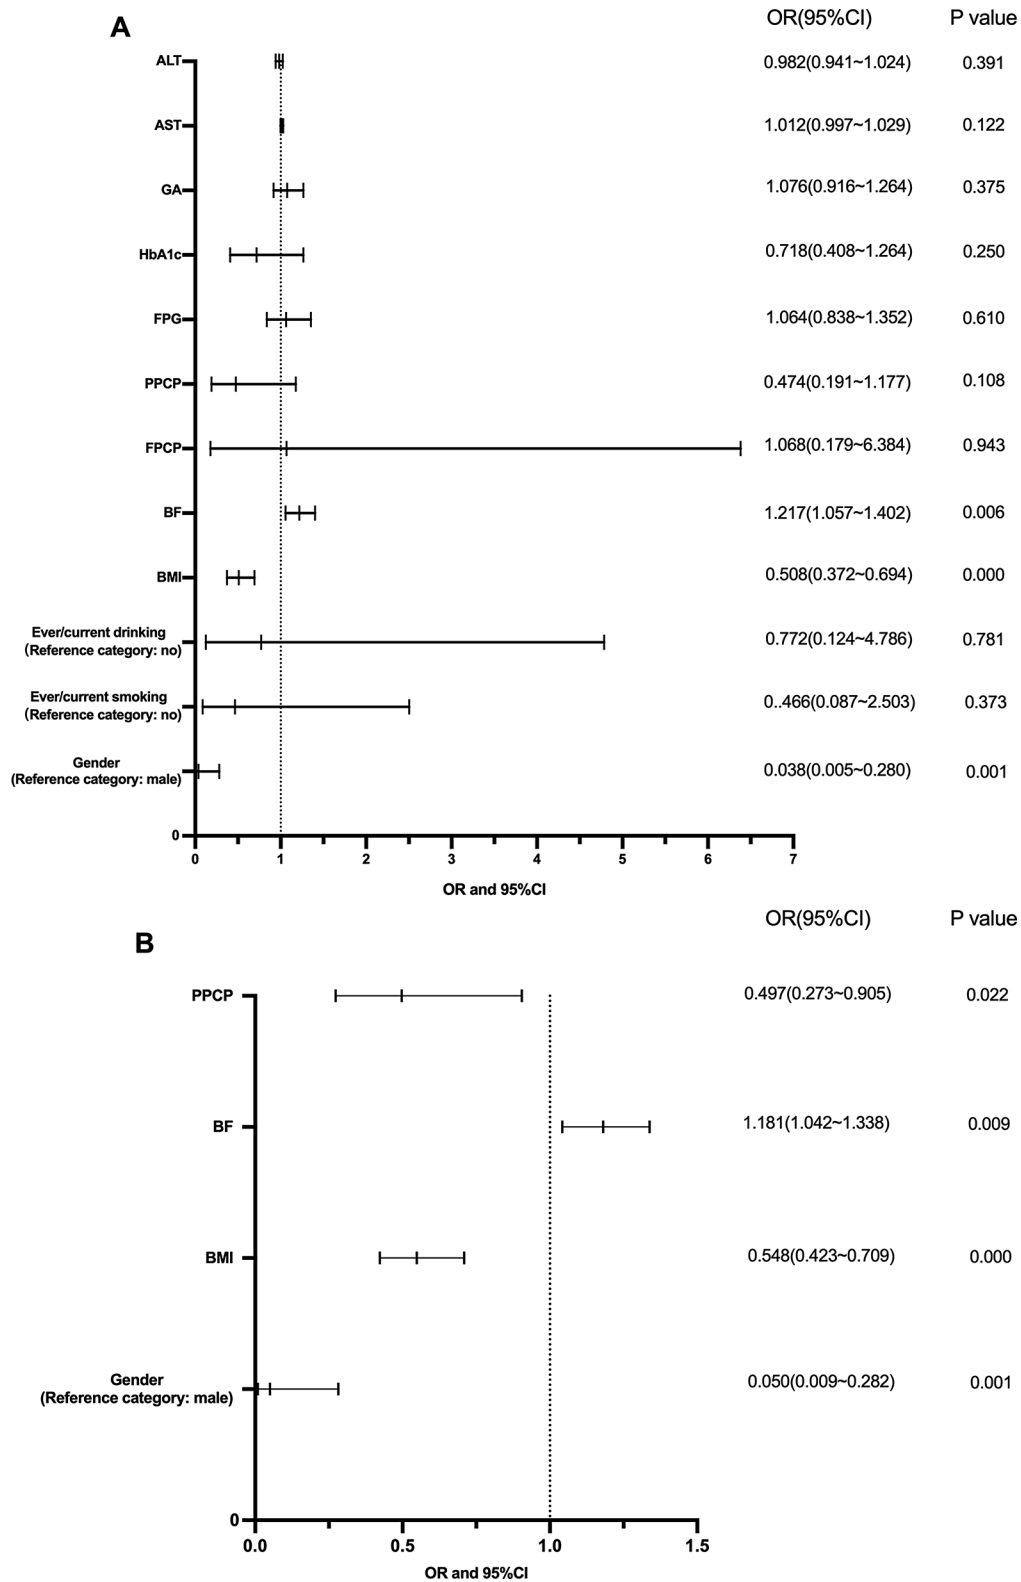 A
OR(95%CI) P value
ALT 0.982(0.941~1.024) 0.391
AST 1.012(0.997~1.029) 0.122
GA 1.076(0.916~1.264) 0.375
HbA1c 0.718(0.408~1.264) 0.250
FPG 1.064(0.838~1.352) 0.610
PPCP 0.474(0.191~1.177) 0.108
FPCP 1.068(0.179~6.384) 0.943
BF 1.217(1.057~1.402) 0.006
BMI 0.508(0.372~0.694) 0.000
Ever/current drinking
(Reference category: no) 0.772(0.124~4.786) 0.781
Ever/current smoking
(Reference category: no) 0..466(0.087~2.503) 0.373
Gender
(Reference category: male) 0.038(0.005~0.280) 0.001
0
0 1 2 3 4 5 6 7
OR and 95%CI
OR(95%CI) P value
B
PPCP 0.497(0.273~0.905) 0.022
BF 1.181(1.042~1.338) 0.009
BMI 0.548(0.423~0.709) 0.000
Gender
(Reference category: male) 0.050(0.009~0.282) 0.001
0
0.0 0.5 1.0 1.5
OR and 95%CI